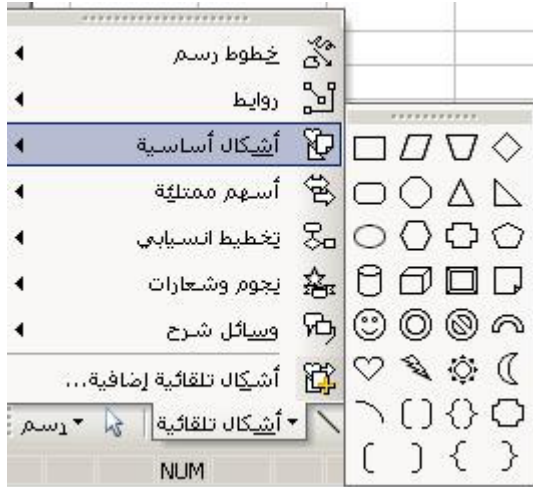 خطوط رسم
روابط
أشكال أساسية
أسهم ممتلئة
تخطيط انسيابي
نجوم وشعارات
وسائل شرح
أشكال تلقائية إضافية...
رسم أشكال تلقائية
NUM